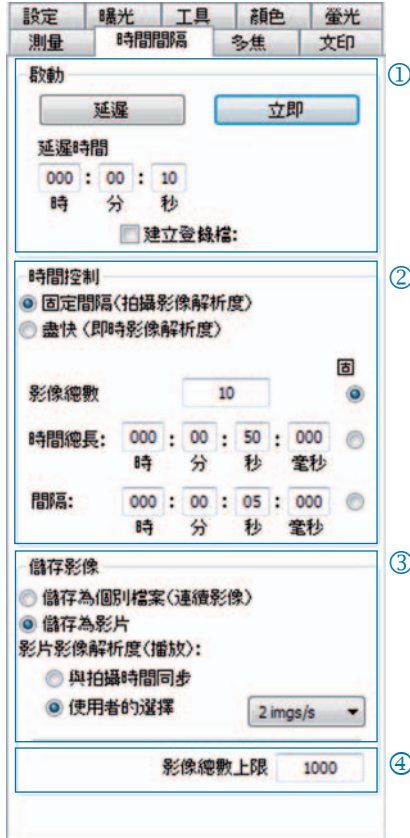 設定 曝光 工具 顏色 螢光
測量 時間間隔 多焦 文印
啟動 ①
延遲 立即
延遲時間
000 : 00 : 10
時 分 秒
建立登錄檔:
時間控制 ②
固定間隔(拍攝影像解析度)
盡快(即時影像解析度)
固
影像總數 10
時間總長: 000 : 00 : 50 : 000
時 分 秒 毫秒
間隔: 000 : 00 : 05 : 000
時 分 秒 毫秒
儲存影像 ③
儲存為個別檔案(連續影像)
儲存為影片
影片影像解析度(播放):
與拍攝時間同步
使用者的選擇 2 imgs/s
影像總數上限 1000 ④